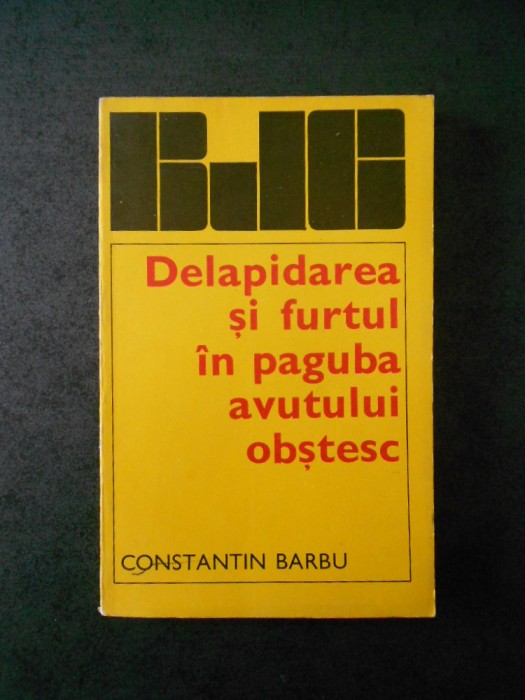 BJC
Delapidarea
și furtul
în paguba
avutului
obștesc
CONSTANTIN BARBU